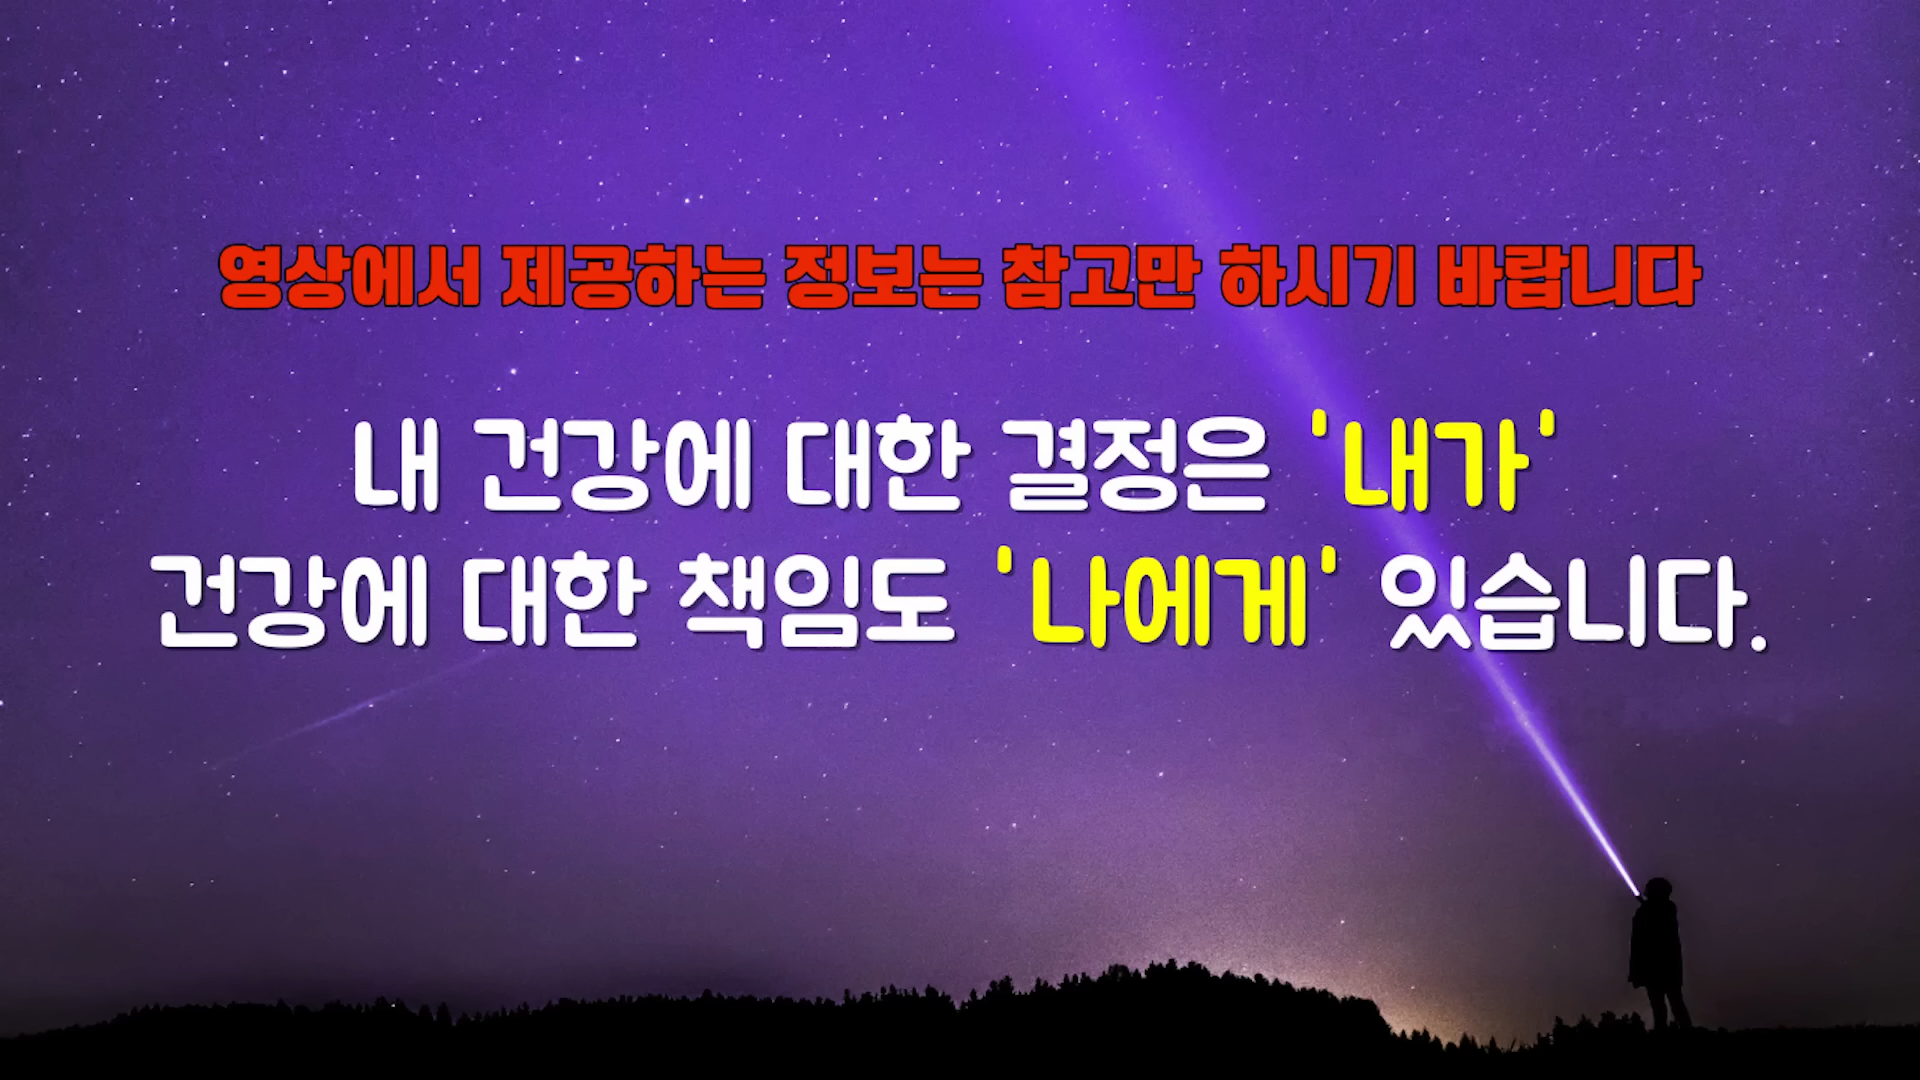 영상에서 제공하는 정보는 참고만 하시기 바랍니다
내 건강에 대한 결정은 '내가'
건강에 대한 책임도 '나에게' 있습니다.